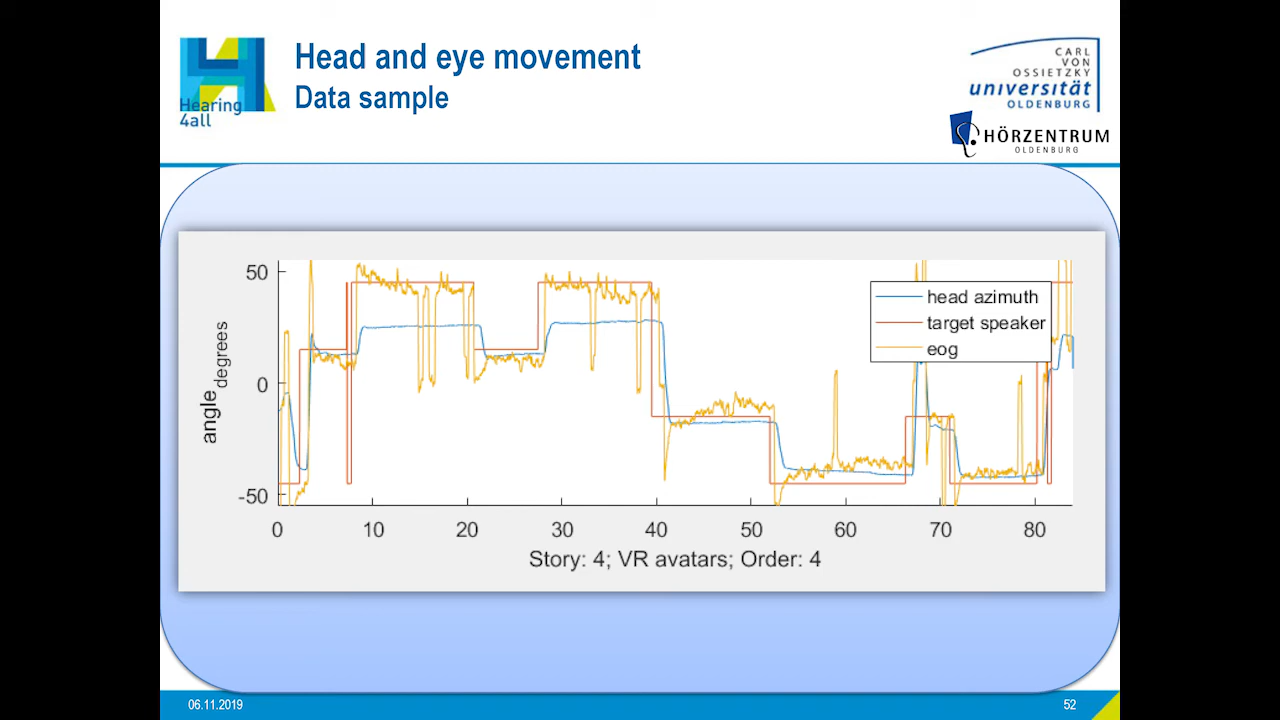 Head and eye movement
Data sample
Hearing
4all
CARL
VON
OSSIETZKY
universität
OLDENBURG
HÖRZENTRUM
OLDENBURG
50
0
-50
angle degrees
head azimuth
target speaker
eog
0 10 20 30 40 50 60 70 80
Story: 4; VR avatars; Order: 4
06.11.2019
52